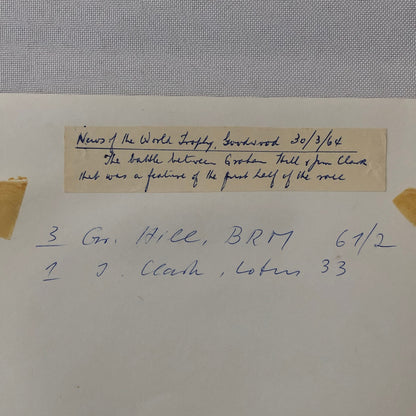 News of the World Trophy, Goodwood 30/3/64
The battle between Graham Hill & Jim Clark
that was a feature of the first half of the race
3 Gr. Hill, BRM 61/2
1 J. Clark, Lotus 33